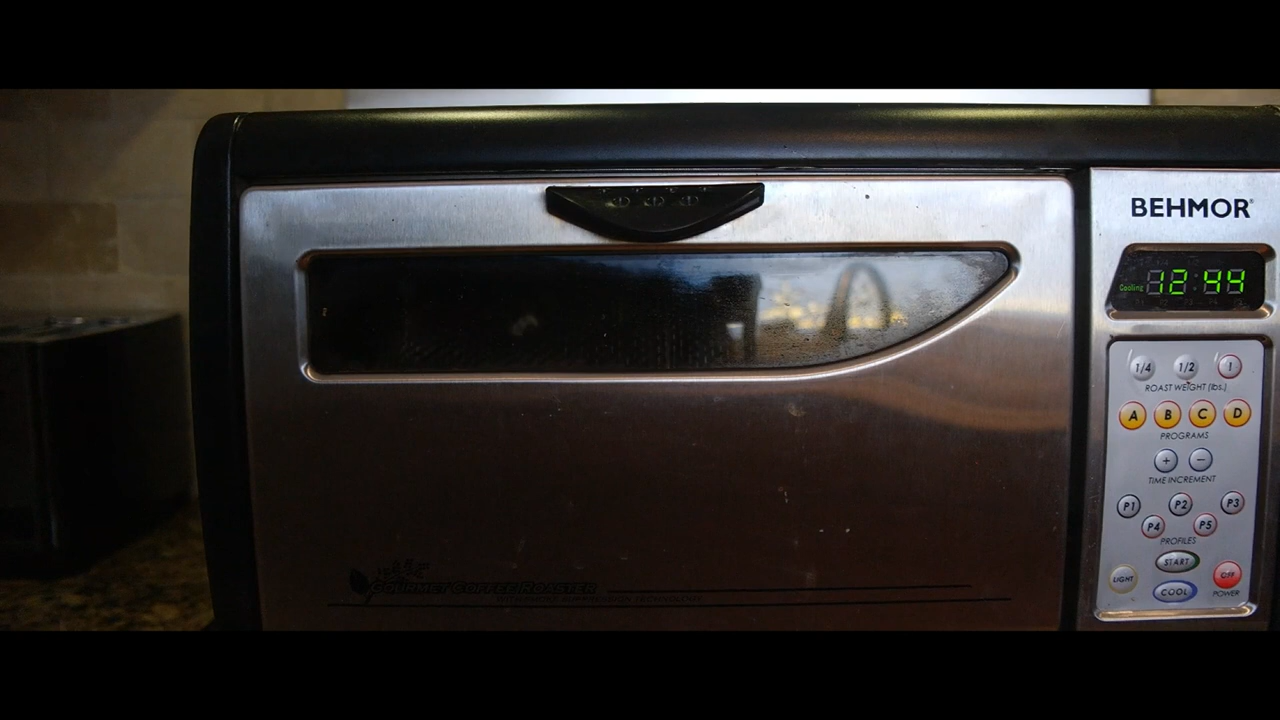 BEHMOR®
Cooling 12:44
1/4 1/2 1
ROAST WEIGHT (lbs.)
A B C D
PROGRAMS
+ −
TIME INCREMENT
P1 P2 P3
P4 P5
PROFILES
START
LIGHT COOL OFF
POWER
GOURMET COFFEE ROASTER